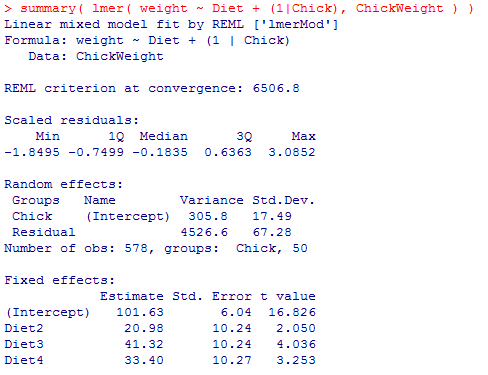 > summary( lmer( weight ~ Diet + (1|Chick), ChickWeight ) )
Linear mixed model fit by REML ['lmerMod']
Formula: weight ~ Diet + (1 | Chick)
   Data: ChickWeight

REML criterion at convergence: 6506.8

Scaled residuals:
    Min      1Q  Median      3Q     Max
-1.8495 -0.7499 -0.1835  0.6363  3.0852

Random effects:
 Groups   Name        Variance Std.Dev.
 Chick    (Intercept)  305.8   17.49
 Residual             4526.6   67.28
Number of obs: 578, groups:  Chick, 50

Fixed effects:
            Estimate Std. Error t value
(Intercept)   101.63       6.04  16.826
Diet2          20.98      10.24   2.050
Diet3          41.32      10.24   4.036
Diet4          33.40      10.27   3.253